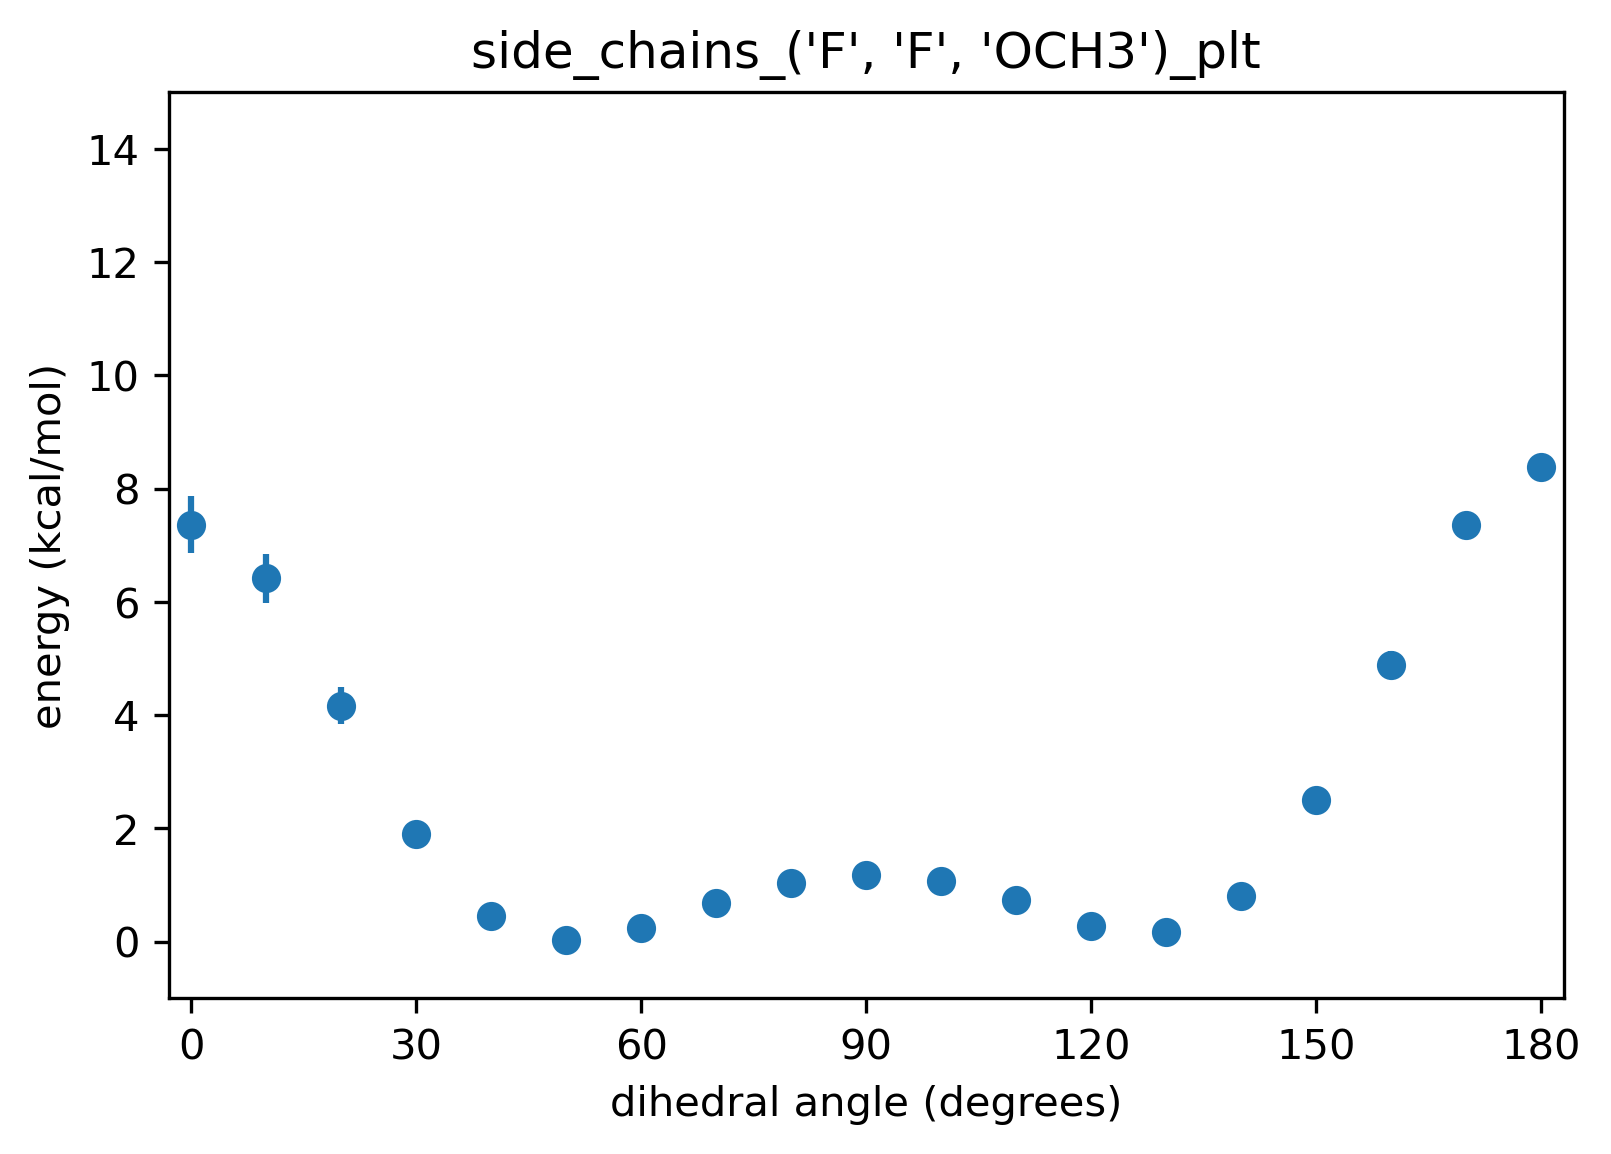 side_chains_('F', 'F', 'OCH3')_plt
14
12
10
8
6
4
2
0
energy (kcal/mol)
0 30 60 90 120 150 180
dihedral angle (degrees)